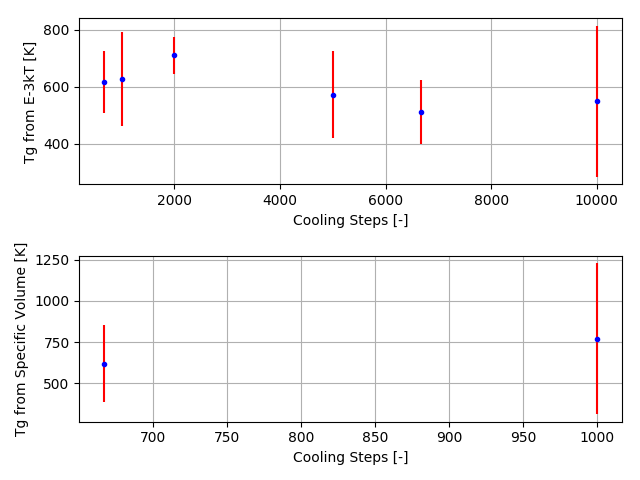 800
600
400
Tg from E-3kT [K]
2000 4000 6000 8000 10000
Cooling Steps [-]
1250
1000
750
500
Tg from Specific Volume [K]
700 750 800 850 900 950 1000
Cooling Steps [-]